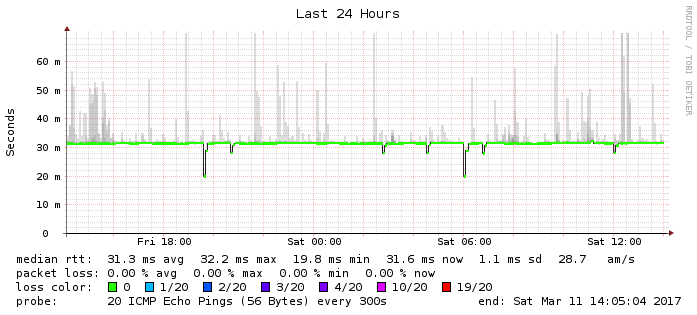 Last 24 Hours
RRDTOOL / TOBI OETIKER
Seconds
60 m
50 m
40 m
30 m
20 m
10 m
0
Fri 18:00 Sat 00:00 Sat 06:00 Sat 12:00
median rtt: 31.3 ms avg 32.2 ms max 19.8 ms min 31.6 ms now 1.1 ms sd 28.7 am/s
packet loss: 0.00 % avg 0.00 % max 0.00 % min 0.00 % now
loss color: 0 1/20 2/20 3/20 4/20 10/20 19/20
probe: 20 ICMP Echo Pings (56 Bytes) every 300s end: Sat Mar 11 14:05:04 2017